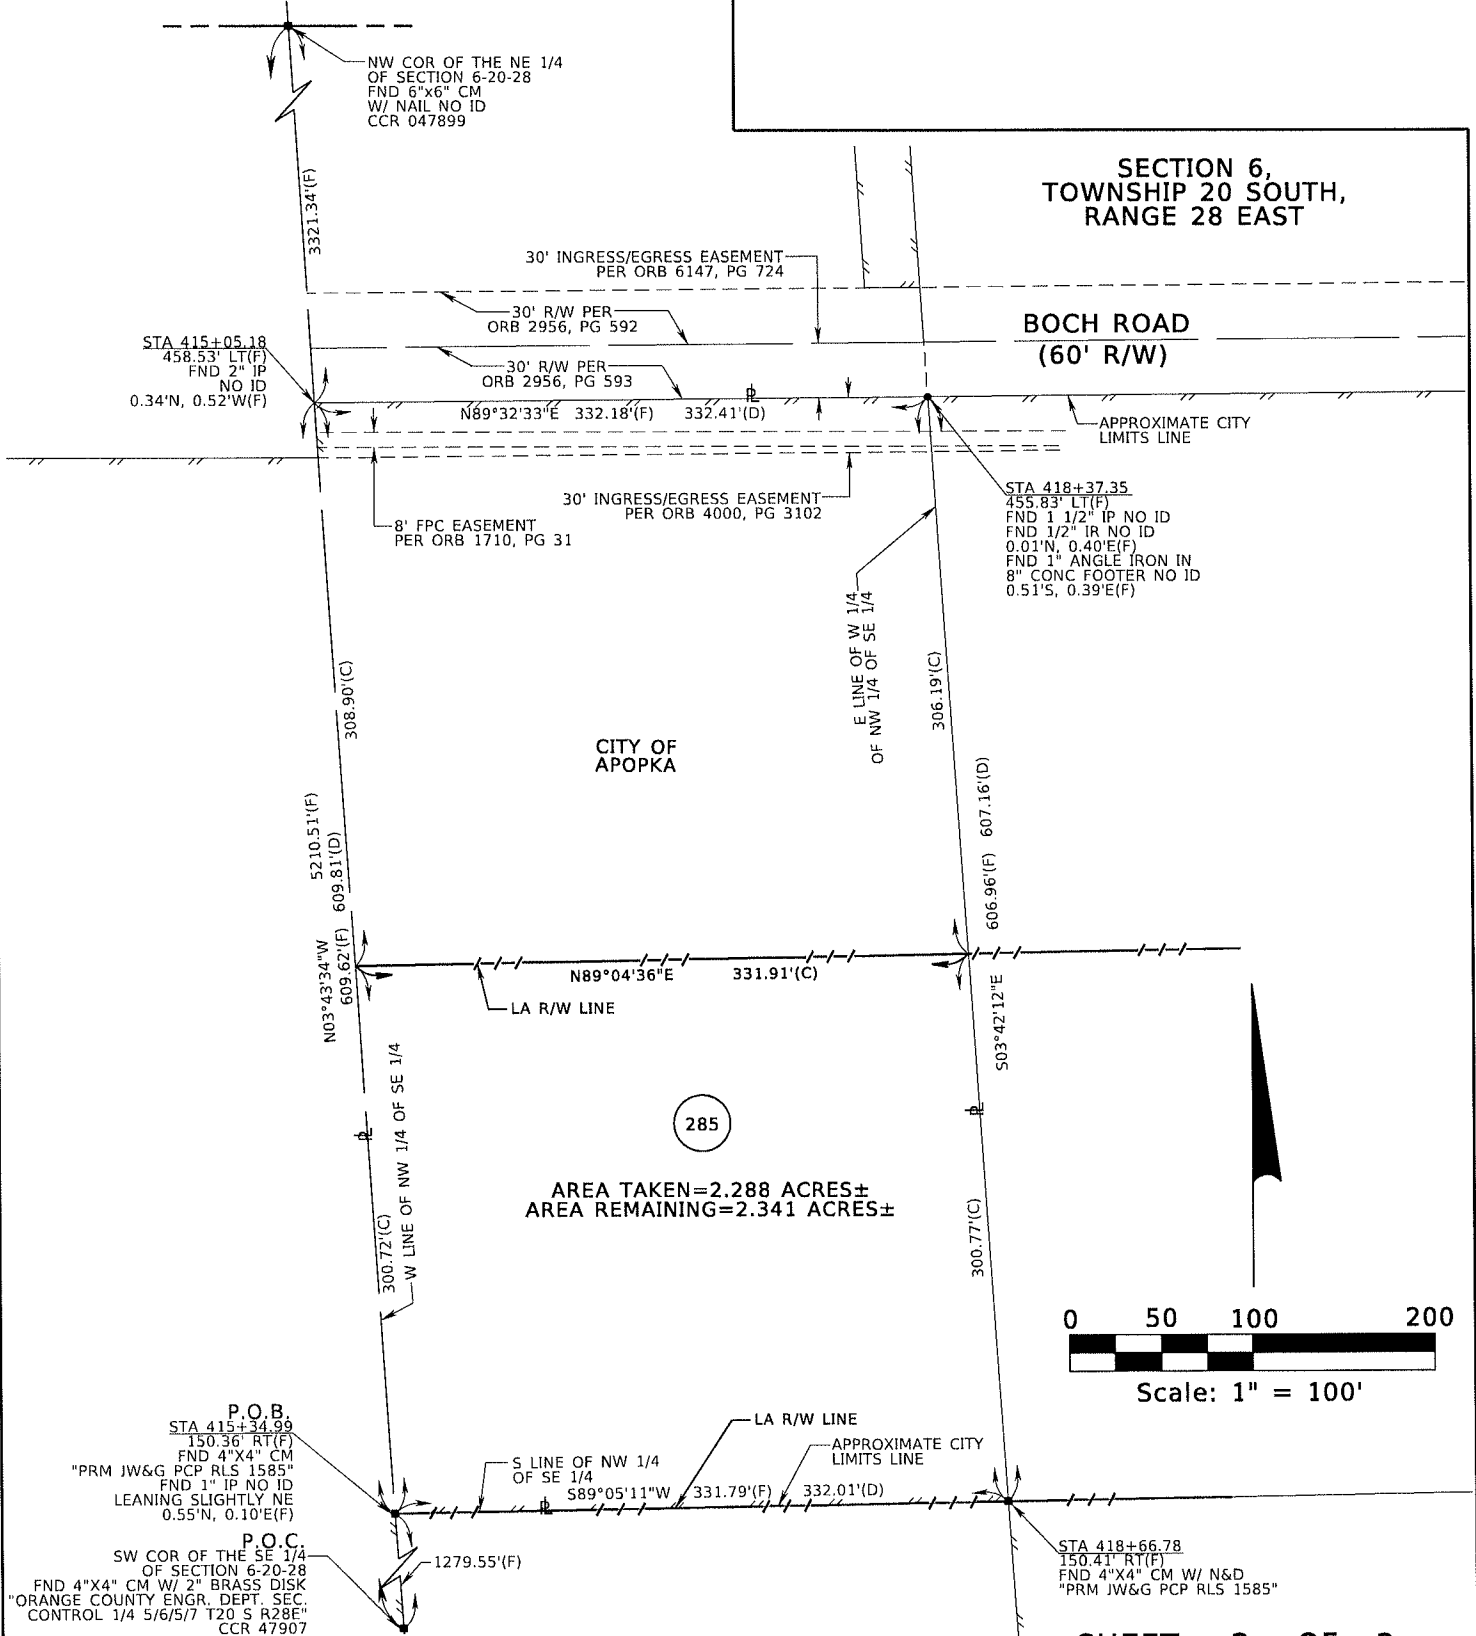 NW COR OF THE NE 1/4
OF SECTION 6-20-28
FND 6"x6" CM
W/ NAIL NO ID
CCR 047899
SECTION 6,
TOWNSHIP 20 SOUTH,
RANGE 28 EAST
3321.34'(F)
30' INGRESS/EGRESS EASEMENT
PER ORB 6147, PG 724
30' R/W PER
ORB 2956, PG 592
BOCH ROAD
(60' R/W)
STA 415+05.18
458.53' LT(F)
FND 2" IP
NO ID
0.34'N, 0.52'W(F)
30' R/W PER
ORB 2956, PG 593
PL
N89°32'33"E 332.18'(F) 332.41'(D)
APPROXIMATE CITY
LIMITS LINE
30' INGRESS/EGRESS EASEMENT
PER ORB 4000, PG 3102
8' FPC EASEMENT
PER ORB 1710, PG 31
STA 418+37.35
455.83' LT(F)
FND 1 1/2" IP NO ID
FND 1/2" IR NO ID
0.01'N, 0.40'E(F)
FND 1" ANGLE IRON IN
8" CONC FOOTER NO ID
0.51'S, 0.39'E(F)
E LINE OF W 1/4
OF NW 1/4 OF SE 1/4
308.90'(C)
306.19'(C)
CITY OF
APOPKA
5210.51'(F)
609.81'(D)
606.96'(F) 607.16'(D)
N03°43'34"W
609.62'(F)
N89°04'36"E 331.91'(C)
LA R/W LINE
S03°42'12"E
W LINE OF NW 1/4 OF SE 1/4
PL
PL
285
AREA TAKEN=2.288 ACRES±
AREA REMAINING=2.341 ACRES±
300.72'(C)
300.77'(C)
0 50 100 200
Scale: 1" = 100'
P.O.B.
STA 415+34.99
150.36' RT(F)
FND 4"X4" CM
"PRM JW&G PCP RLS 1585"
FND 1" IP NO ID
LEANING SLIGHTLY NE
0.55'N, 0.10'E(F)
LA R/W LINE
APPROXIMATE CITY
LIMITS LINE
S LINE OF NW 1/4
OF SE 1/4
S89°05'11"W 331.79'(F) 332.01'(D)
PL
P.O.C.
SW COR OF THE SE 1/4
OF SECTION 6-20-28
FND 4"X4" CM W/ 2" BRASS DISK
"ORANGE COUNTY ENGR. DEPT. SEC.
CONTROL 1/4 5/6/5/7 T20 S R28E"
CCR 47907
1279.55'(F)
STA 418+66.78
150.41' RT(F)
FND 4"X4" CM W/ N&D
"PRM JW&G PCP RLS 1585"